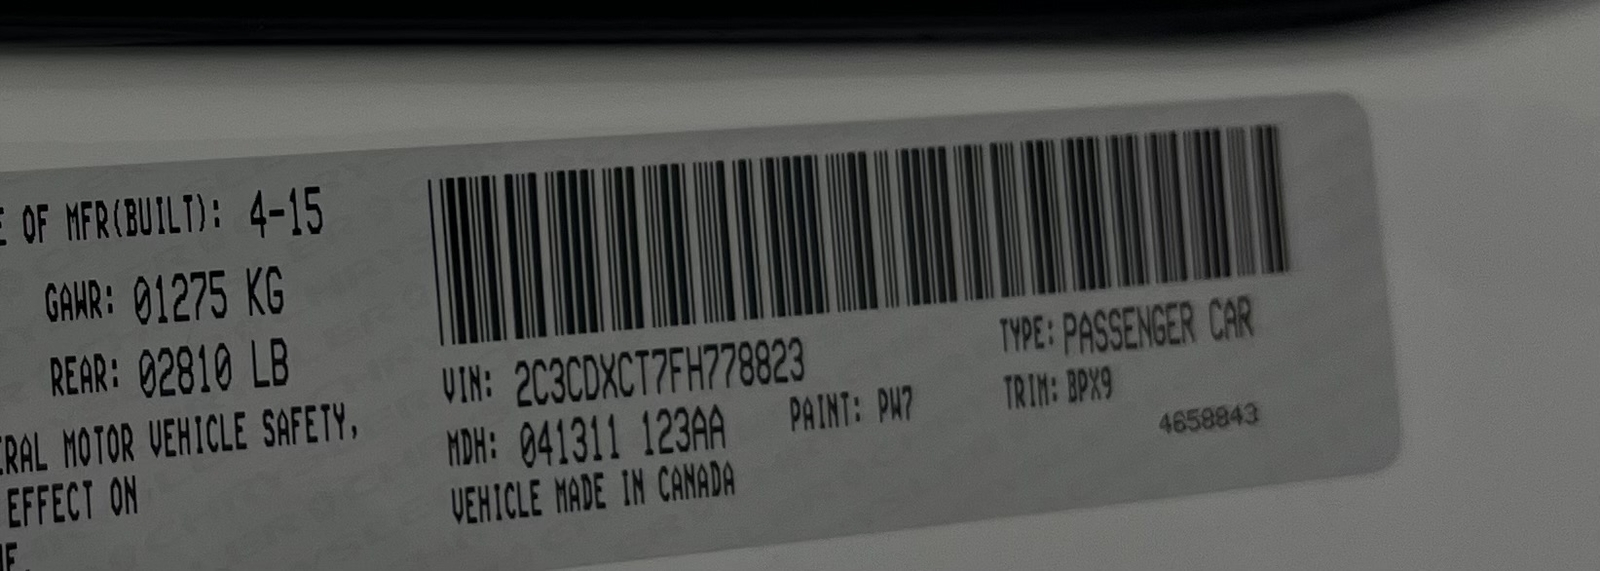 E OF MFR(BUILT): 4-15
GAWR: 01275 KG
REAR: 02810 LB
ERAL MOTOR VEHICLE SAFETY,
EFFECT ON
VIN: 2C3CDXCT7FH778823
TYPE: PASSENGER CAR
MDH: 041311 123AA
PAINT: PW7
TRIM: BPX9
4658843
VEHICLE MADE IN CANADA